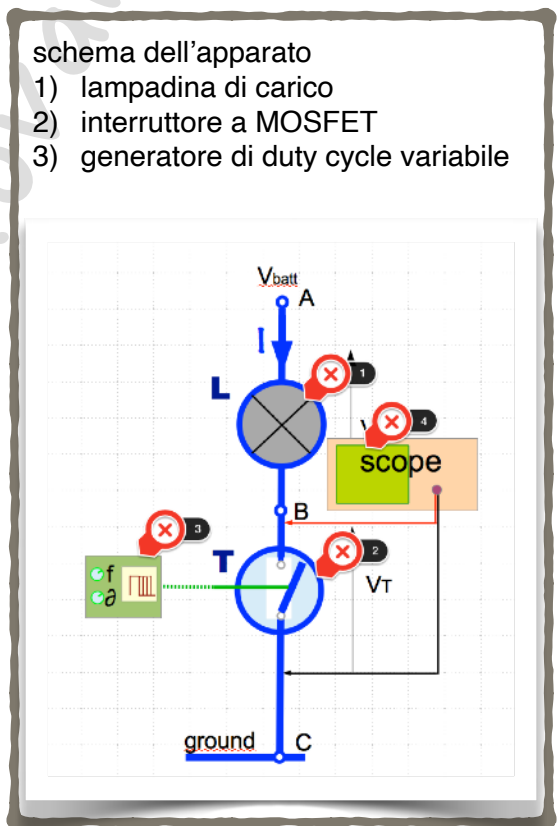 schema dell'apparato
1) lampadina di carico
2) interruttore a MOSFET
3) generatore di duty cycle variabile
Vbatt
A
I
L
1
4
scope
B
3
T
2
f
∂
VT
ground
C